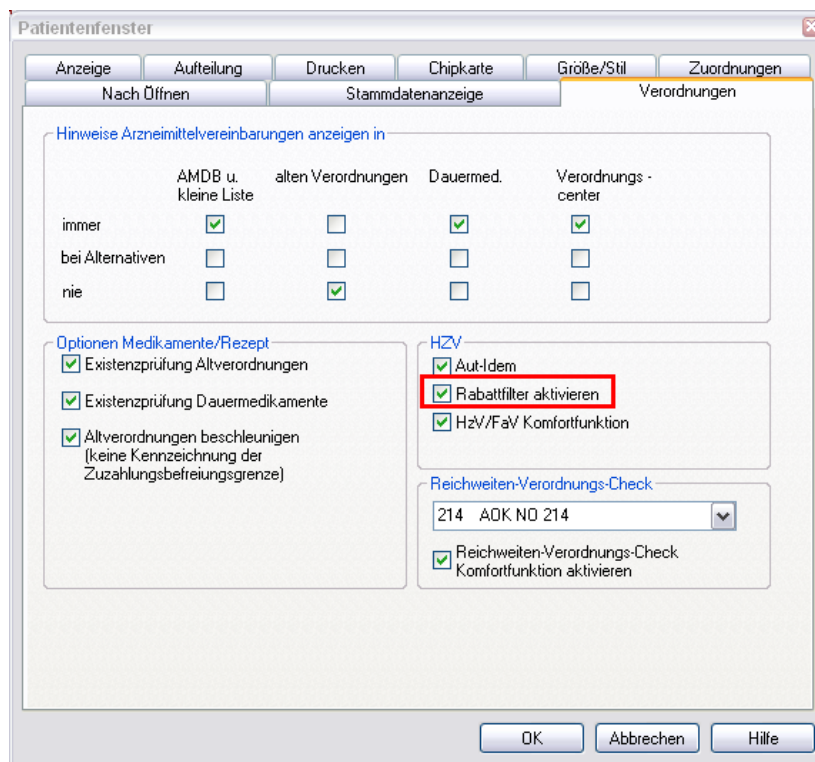 Patientenfenster
Anzeige Aufteilung Drucken Chipkarte Größe/Stil Zuordnungen
Nach Öffnen Stammdatenanzeige Verordnungen
Hinweise Arzneimittelvereinbarungen anzeigen in
AMDB u. alten Verordnungen Dauermed. Verordnungs -
kleine Liste center
immer
bei Alternativen
nie
Optionen Medikamente/Rezept
Existenzprüfung Altverordnungen
Existenzprüfung Dauermedikamente
Altverordnungen beschleunigen
(keine Kennzeichnung der
Zuzahlungsbefreiungsgrenze)
HZV
Aut-Idem
Rabattfilter aktivieren
HzV/FaV Komfortfunktion
Reichweiten-Verordnungs-Check
214 AOK NO 214
Reichweiten-Verordnungs-Check
Komfortfunktion aktivieren
OK Abbrechen Hilfe